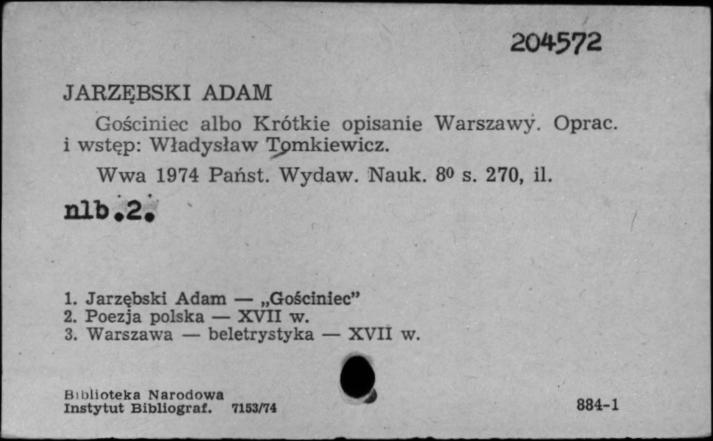 204572
JARZĘBSKI ADAM
Gościniec albo Krótkie opisanie Warszawy. Oprac.
i wstęp: Władysław Tomkiewicz.
Wwa 1974 Państ. Wydaw. Nauk. 8⁰ s. 270, il.
nlb.2.
1. Jarzębski Adam — „Gościniec”
2. Poezja polska — XVII w.
3. Warszawa — beletrystyka — XVII w.
Biblioteka Narodowa
Instytut Bibliograf. 7153/74
884-1